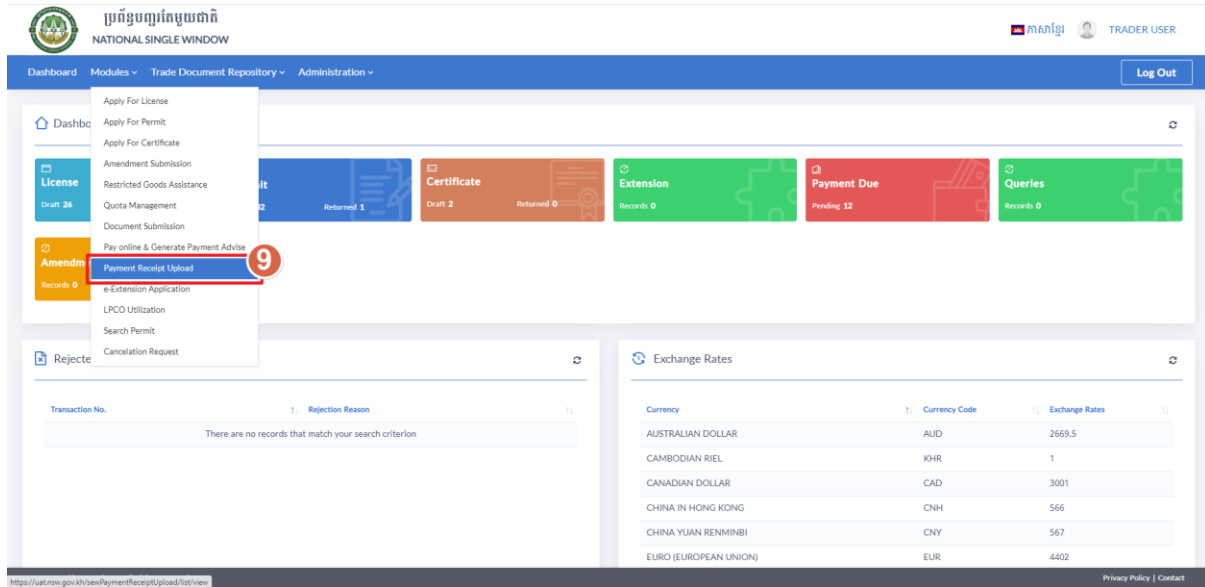 ប្រព័ន្ធបញ្ជរតែមួយជាតិ
NATIONAL SINGLE WINDOW
ភាសាខ្មែរ TRADER USER
Dashboard Modules Trade Document Repository Administration Log Out
Apply For License
Apply For Permit
Apply For Certificate
Amendment Submission
Restricted Goods Assistance
Quota Management
Document Submission
Pay online & Generate Payment Advise
Payment Receipt Upload
e-Extension Application
LPCO Utilization
Search Permit
Cancelation Request
9
Dashbo
License
Draft 26
it
Returned 1
Certificate
Draft 2 Returned 0
Extension
Records 0
Payment Due
Pending 12
Queries
Records 0
Amendm
Records 0
Rejecte
Transaction No. Rejection Reason
There are no records that match your search criterion
Exchange Rates
Currency Currency Code Exchange Rates
AUSTRALIAN DOLLAR AUD 2669.5
CAMBODIAN RIEL KHR 1
CANADIAN DOLLAR CAD 3001
CHINA IN HONG KONG CNH 566
CHINA YUAN RENMINBI CNY 567
EURO (EUROPEAN UNION) EUR 4402
https://uat.nsw.gov.kh/sewPaymentReceiptUpload/list/view
Privacy Policy | Contact